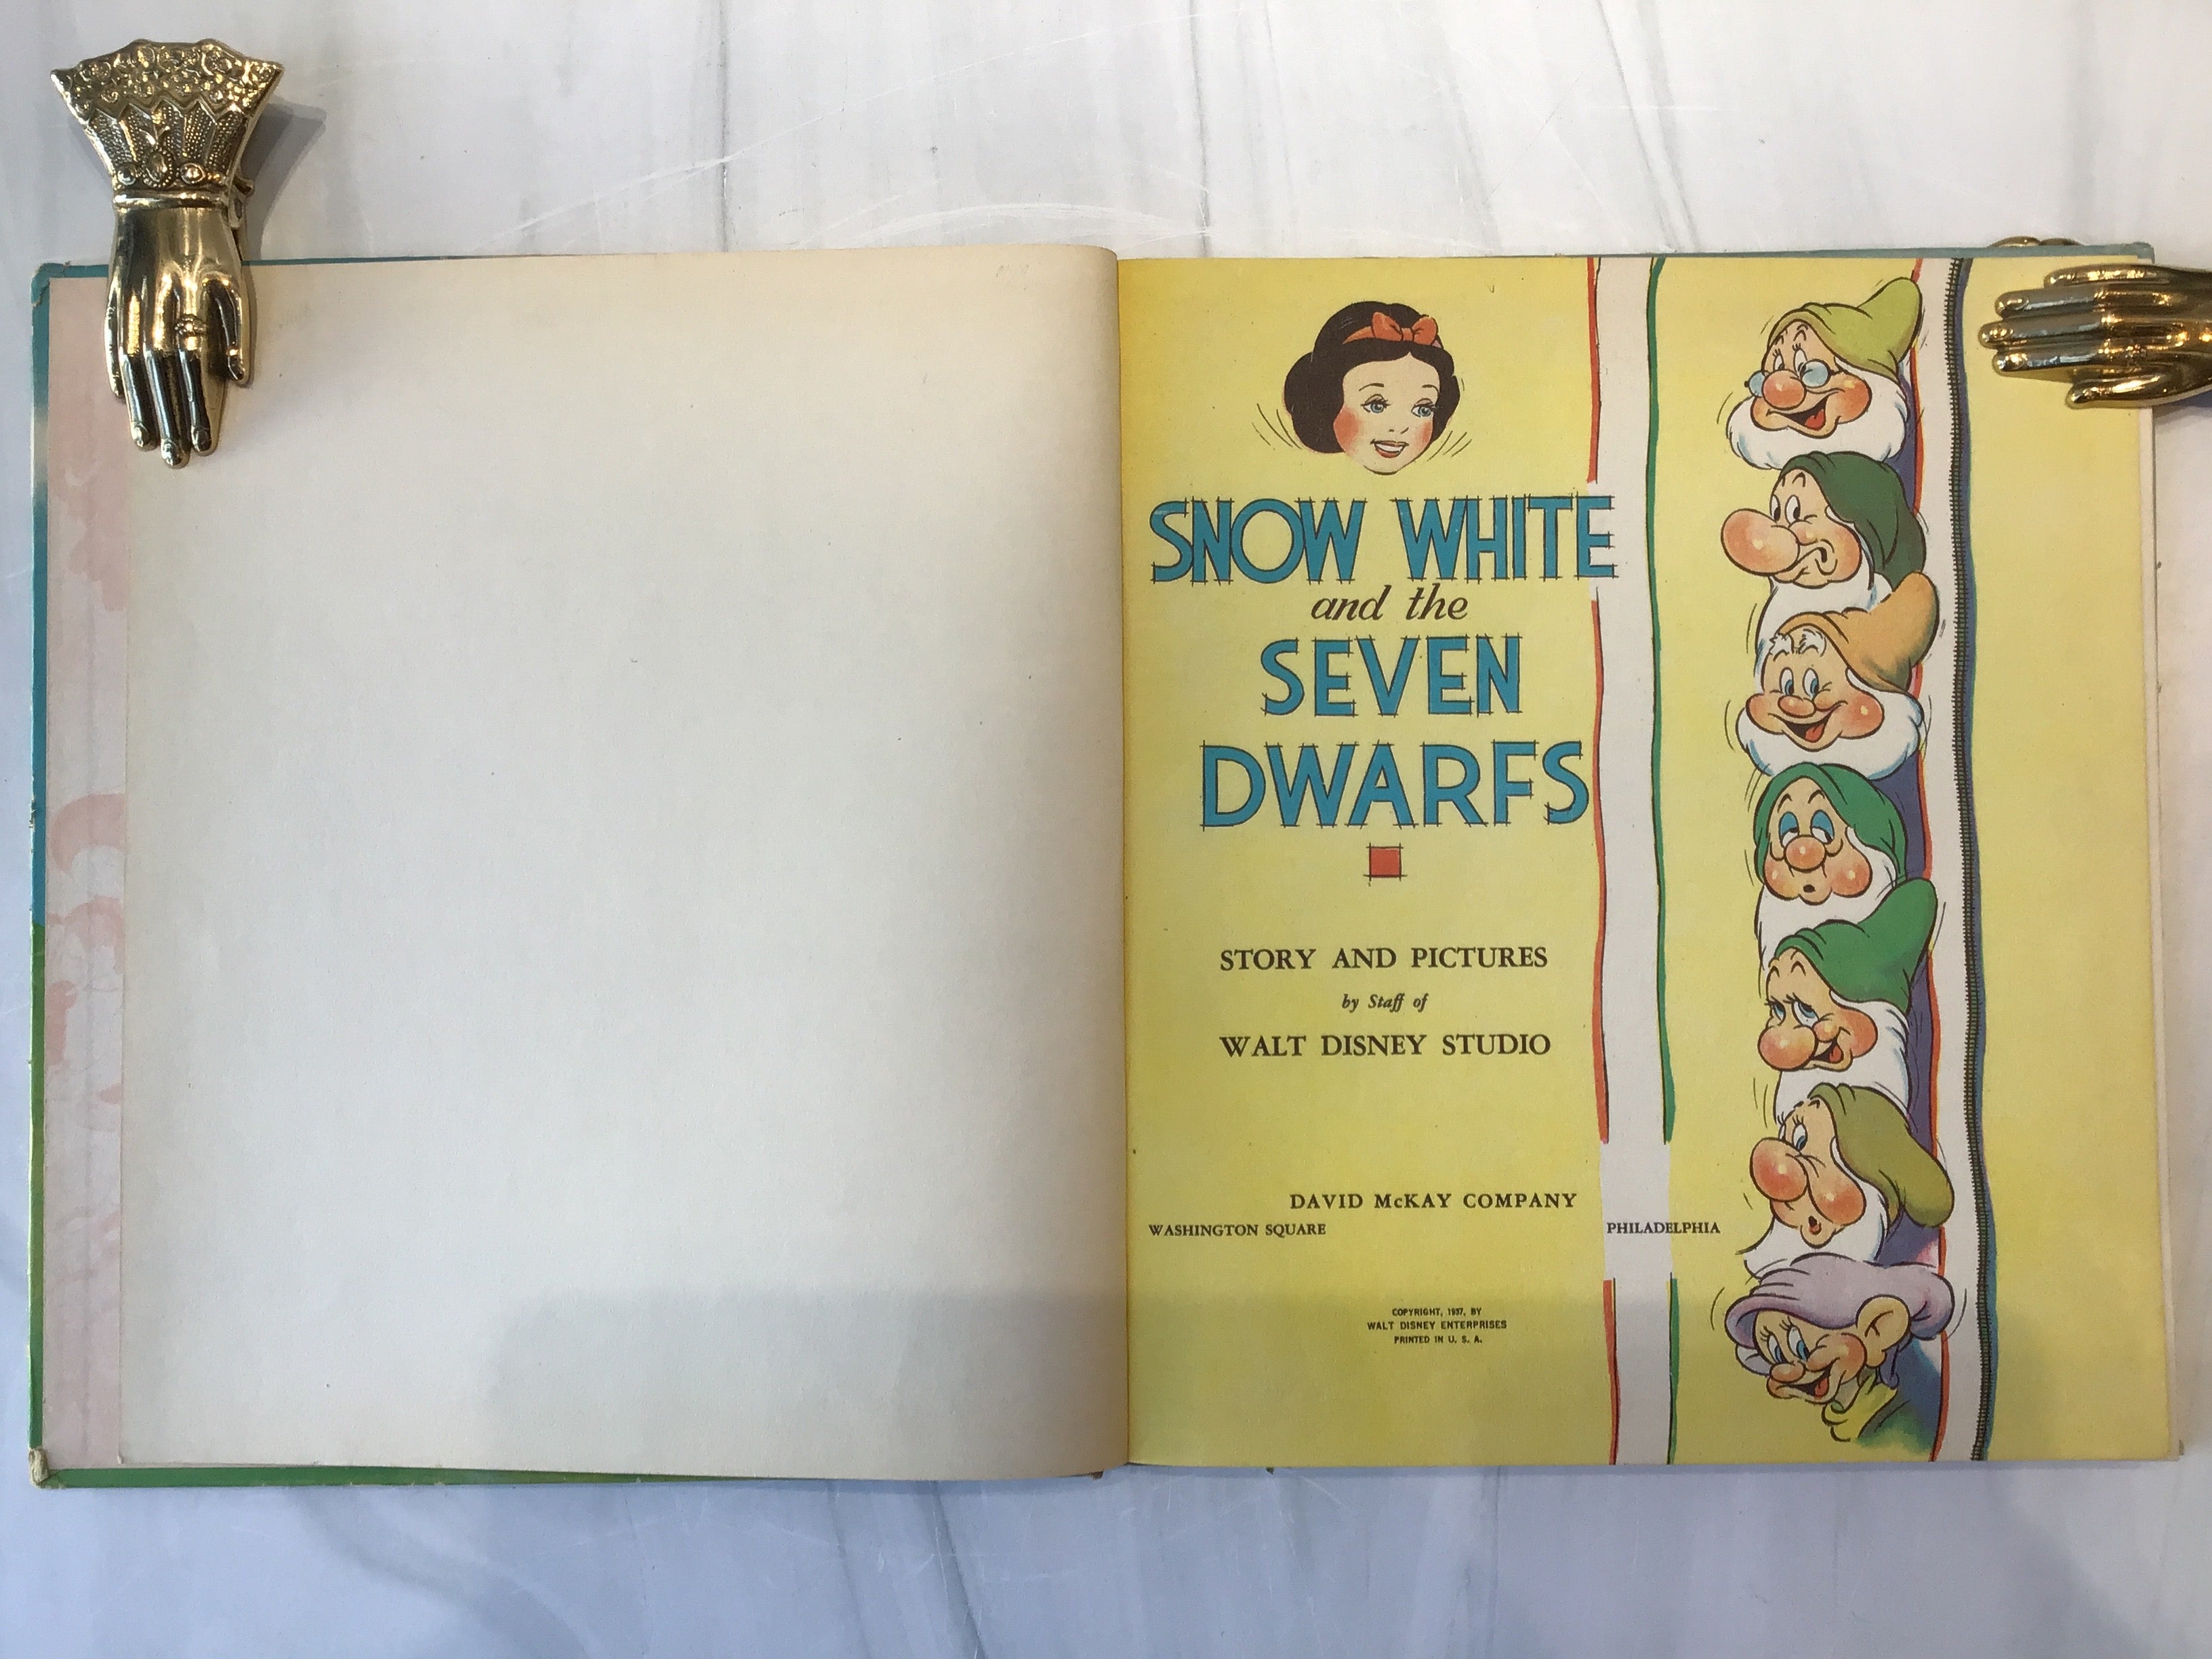 SNOW WHITE
and the
SEVEN
DWARFS
STORY AND PICTURES
by Staff of
WALT DISNEY STUDIO
DAVID McKAY COMPANY
WASHINGTON SQUARE PHILADELPHIA
COPYRIGHT, 1937, BY
WALT DISNEY ENTERPRISES
PRINTED IN U. S. A.